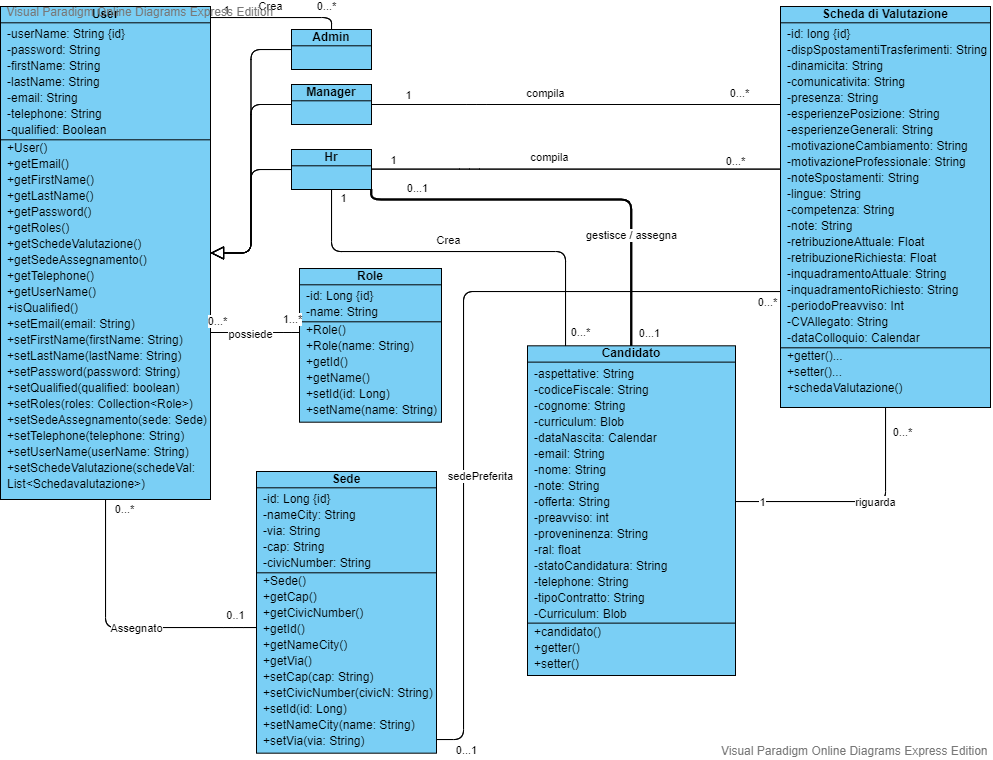 Visual Paradigm Online Diagrams Express Edition
User
-userName: String {id}
-password: String
-firstName: String
-lastName: String
-email: String
-telephone: String
-qualified: Boolean
+User()
+getEmail()
+getFirstName()
+getLastName()
+getPassword()
+getRoles()
+getSchedeValutazione()
+getSedeAssegnamento()
+getTelephone()
+getUserName()
+isQualified()
+setEmail(email: String)
+setFirstName(firstName: String)
+setLastName(lastName: String)
+setPassword(password: String)
+setQualified(qualified: boolean)
+setRoles(roles: Collection<Role>)
+setSedeAssegnamento(sede: Sede)
+setTelephone(telephone: String)
+setUserName(userName: String)
+setSchedeValutazione(schedeVal:
List<Schedavalutazione>)
1
Crea
0...*
Admin
Manager
1
compila
0...*
Hr
1
compila
0...*
0...1
1
gestisce / assegna
Crea
0...*
0...1
Role
-id: Long {id}
-name: String
+Role()
+Role(name: String)
+getId()
+getName()
+setId(id: Long)
+setName(name: String)
0...*
1...*
possiede
Sede
-id: Long {id}
-nameCity: String
-via: String
-cap: String
-civicNumber: String
+Sede()
+getCap()
+getCivicNumber()
+getId()
+getNameCity()
+getVia()
+setCap(cap: String)
+setCivicNumber(civicN: String)
+setId(id: Long)
+setNameCity(name: String)
+setVia(via: String)
0...*
0..1
Assegnato
sedePreferita
0...*
0...1
Candidato
-aspettative: String
-codiceFiscale: String
-cognome: String
-curriculum: Blob
-dataNascita: Calendar
-email: String
-nome: String
-note: String
-offerta: String
-preavviso: int
-proveninenza: String
-ral: float
-statoCandidatura: String
-telephone: String
-tipoContratto: String
-Curriculum: Blob
+candidato()
+getter()
+setter()
Scheda di Valutazione
-id: long {id}
-dispSpostamentiTrasferimenti: String
-dinamicita: String
-comunicativita: String
-presenza: String
-esperienzePosizione: String
-esperienzeGenerali: String
-motivazioneCambiamento: String
-motivazioneProfessionale: String
-noteSpostamenti: String
-lingue: String
-competenza: String
-note: String
-retribuzioneAttuale: Float
-retribuzioneRichiesta: Float
-inquadramentoAttuale: String
-inquadramentoRichiesto: String
-periodoPreavviso: Int
-CVAllegato: String
-dataColloquio: Calendar
+getter()...
+setter()...
+schedaValutazione()
0...*
1
riguarda
Visual Paradigm Online Diagrams Express Edition